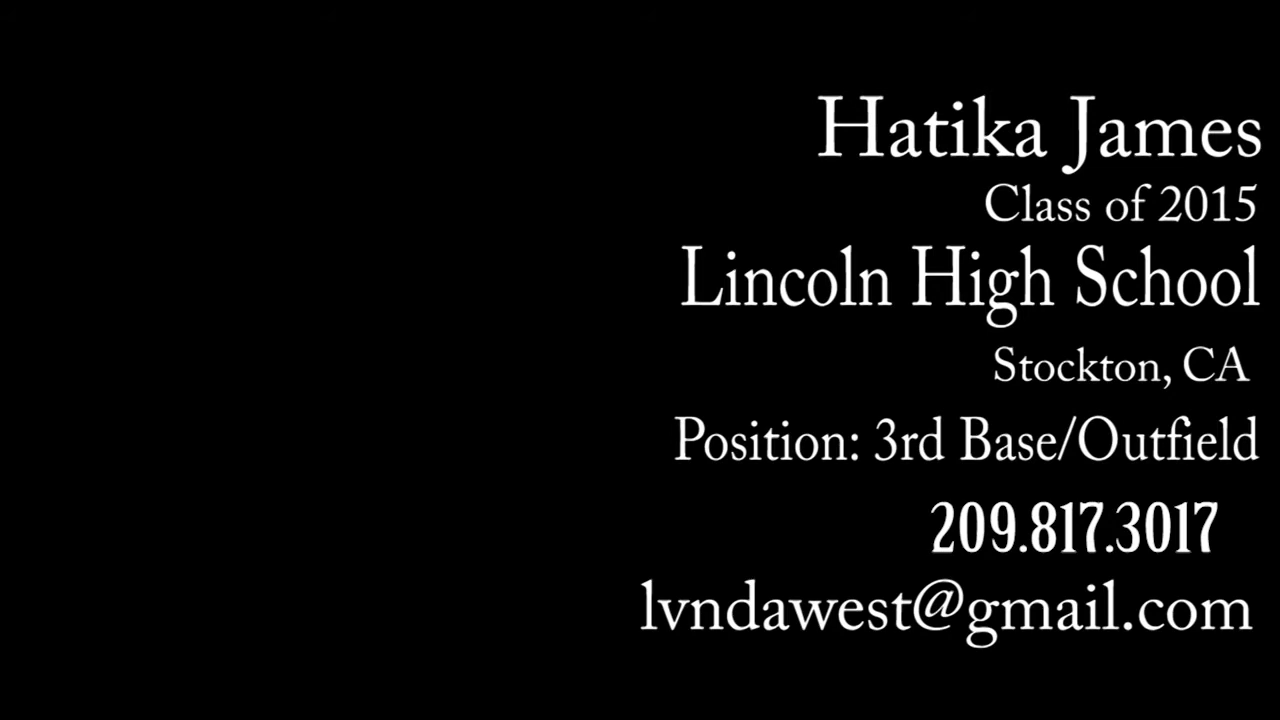 Hatika James
Class of 2015
Lincoln High School
Stockton, CA
Position: 3rd Base/Outfield
209.817.3017
lvndawest@gmail.com